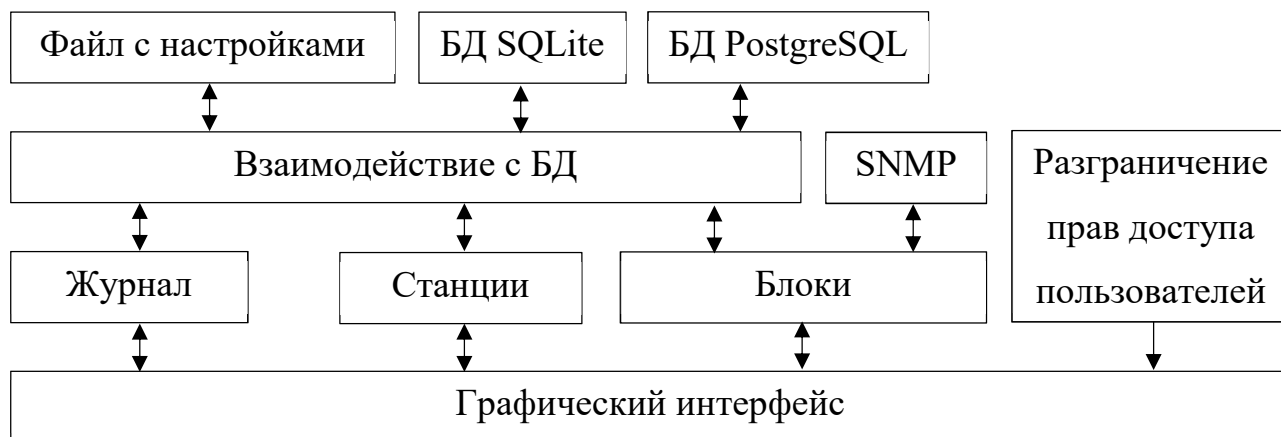 Файл с настройками
БД SQLite
БД PostgreSQL
Взаимодействие с БД
SNMP
Разграничение
прав доступа
пользователей
Журнал
Станции
Блоки
Графический интерфейс